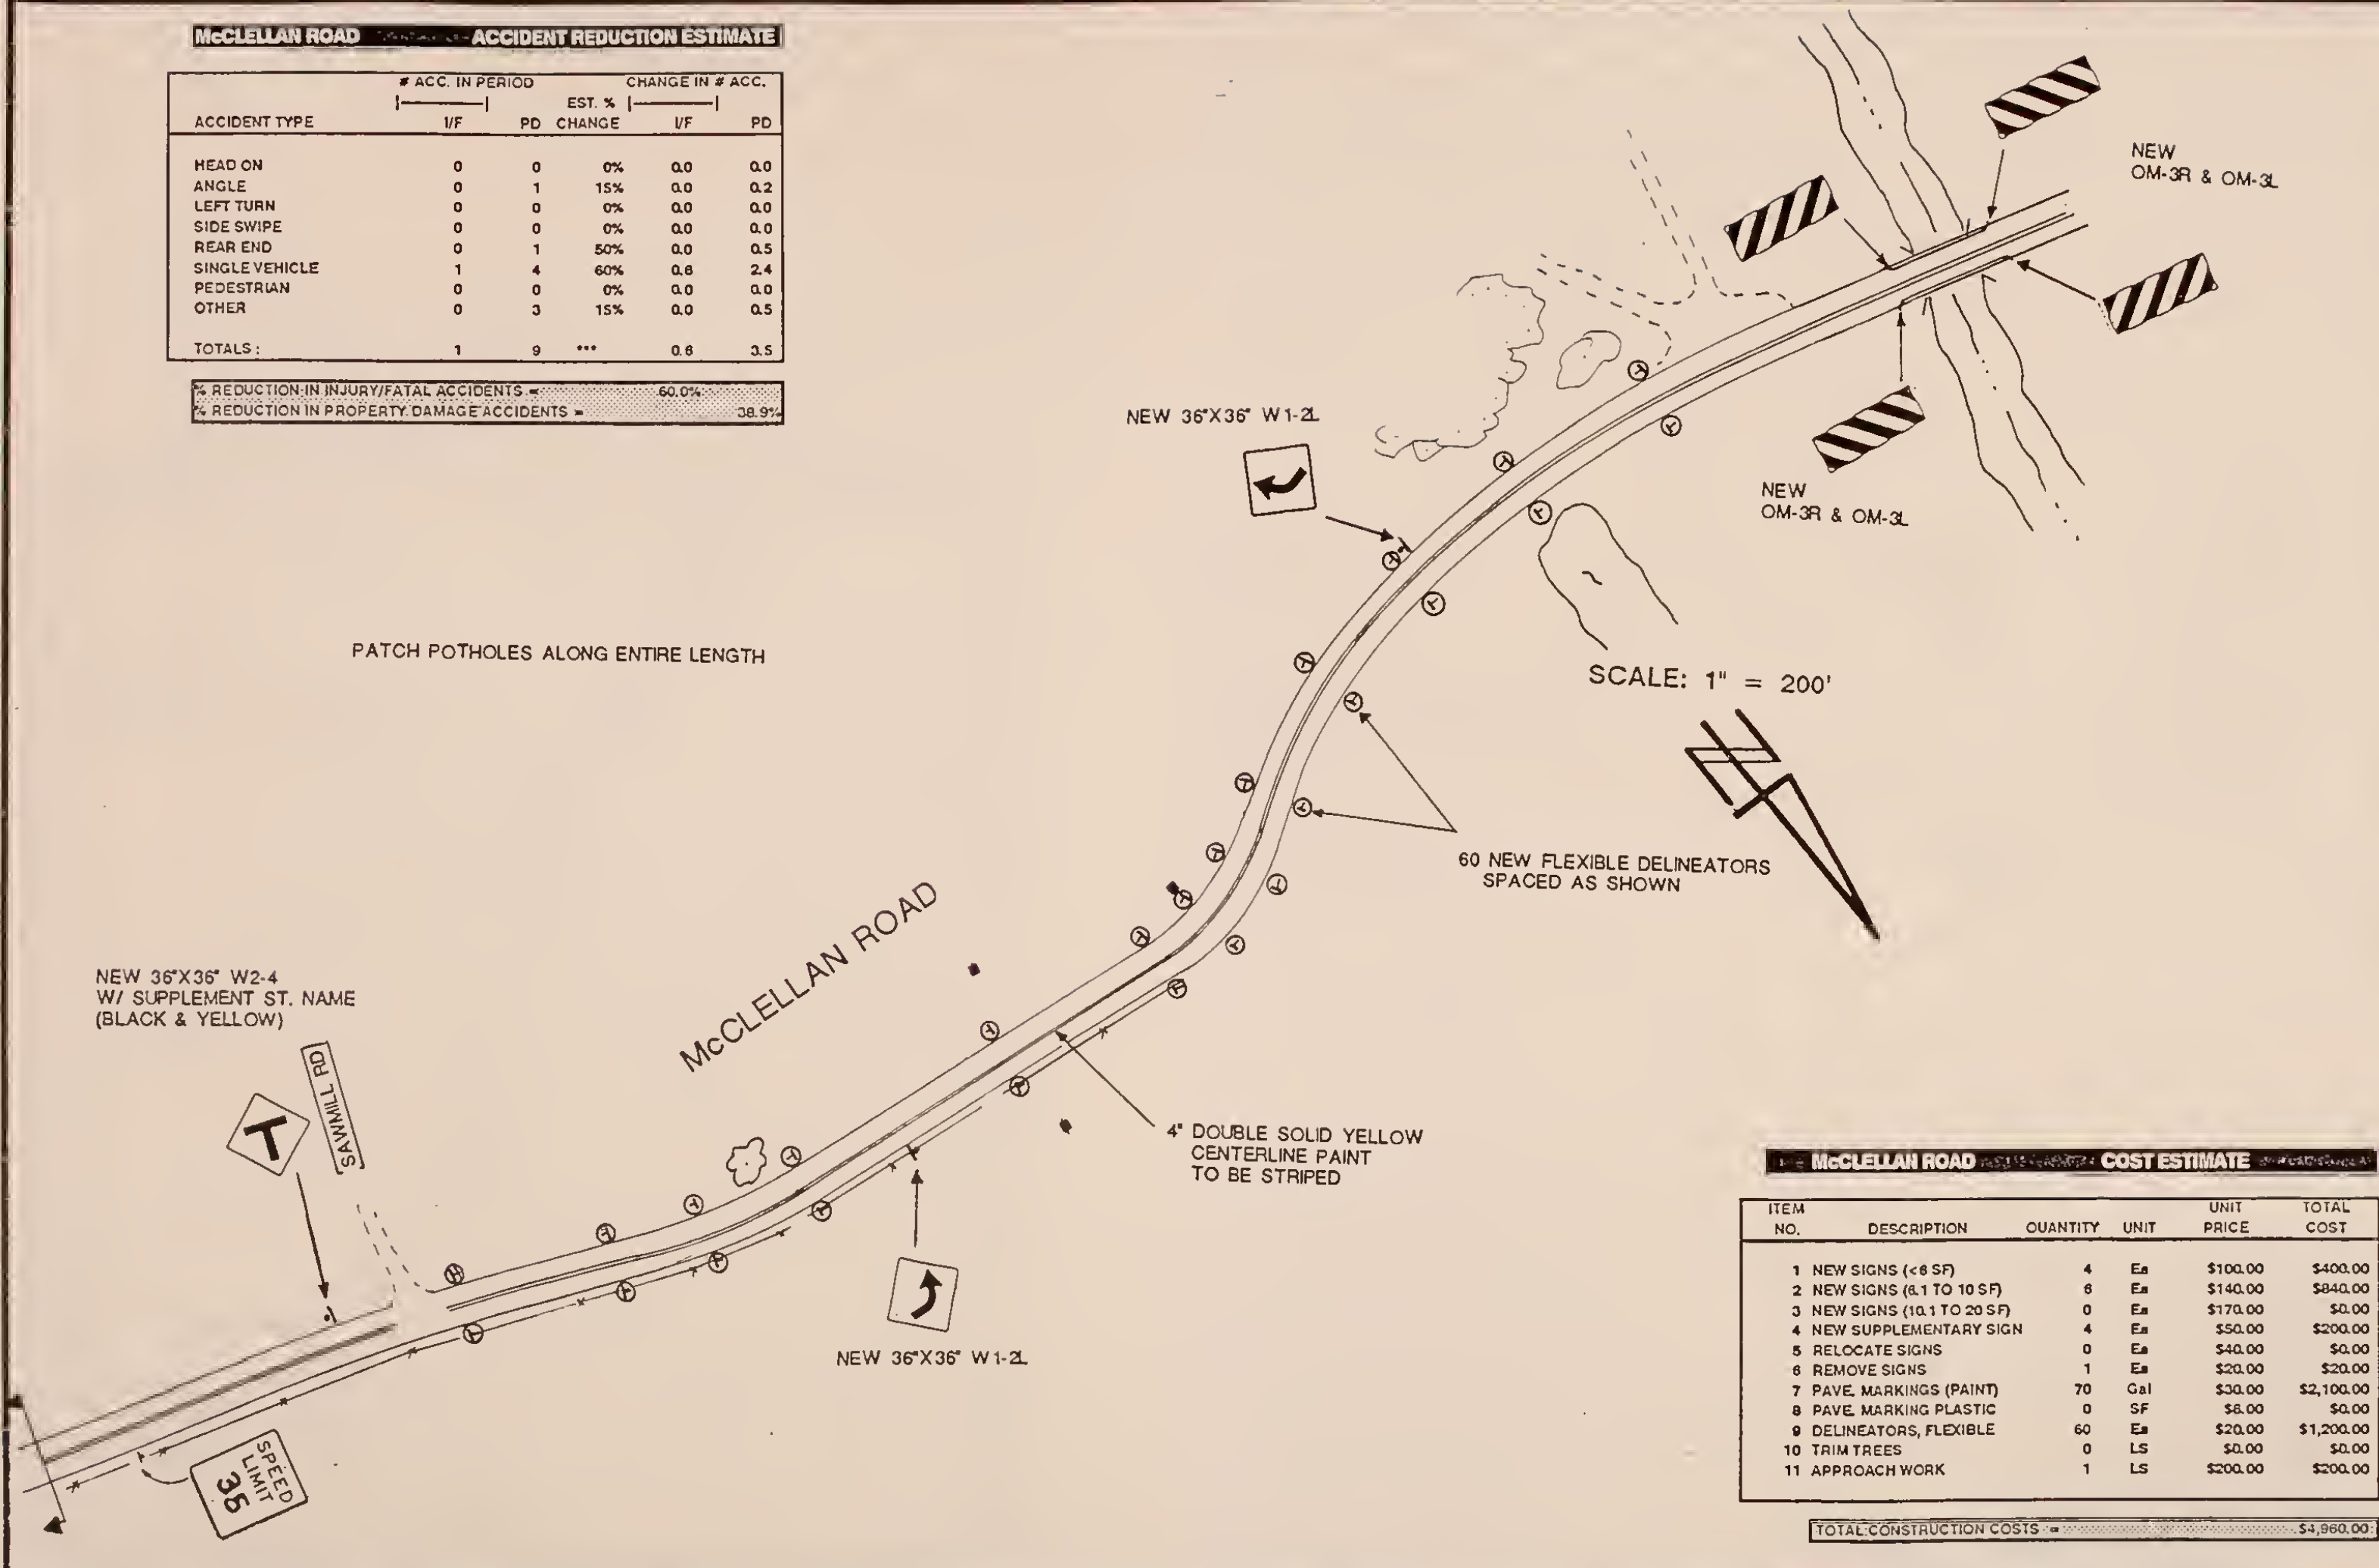 McCLELLAN ROAD ACCIDENT REDUCTION ESTIMATE
# ACC. IN PERIOD CHANGE IN # ACC.
EST. %
ACCIDENT TYPE I/F PD CHANGE I/F PD
HEAD ON 0 0 0% 0.0 0.0
ANGLE 0 1 15% 0.0 0.2
LEFT TURN 0 0 0% 0.0 0.0
SIDE SWIPE 0 0 0% 0.0 0.0
REAR END 0 1 50% 0.0 0.5
SINGLE VEHICLE 1 4 60% 0.6 2.4
PEDESTRIAN 0 0 0% 0.0 0.0
OTHER 0 3 15% 0.0 0.5
TOTALS: 1 9 *** 0.6 3.5
% REDUCTION IN INJURY/FATAL ACCIDENTS = 60.0%
% REDUCTION IN PROPERTY DAMAGE ACCIDENTS = 38.9%
NEW
OM-3R & OM-3L
NEW 36"X36" W1-2L
NEW
OM-3R & OM-3L
PATCH POTHOLES ALONG ENTIRE LENGTH
SCALE: 1" = 200'
60 NEW FLEXIBLE DELINEATORS
SPACED AS SHOWN
McCLELLAN ROAD
NEW 36"X36" W2-4
W/ SUPPLEMENT ST. NAME
(BLACK & YELLOW)
SAWMILL RD
4" DOUBLE SOLID YELLOW
CENTERLINE PAINT
TO BE STRIPED
NEW 36"X36" W1-2L
SPEED
LIMIT
35
McCLELLAN ROAD COST ESTIMATE
ITEM UNIT TOTAL
NO. DESCRIPTION QUANTITY UNIT PRICE COST
1 NEW SIGNS (<6 SF) 4 Ea $100.00 $400.00
2 NEW SIGNS (6.1 TO 10 SF) 6 Ea $140.00 $840.00
3 NEW SIGNS (10.1 TO 20 SF) 0 Ea $170.00 $0.00
4 NEW SUPPLEMENTARY SIGN 4 Ea $50.00 $200.00
5 RELOCATE SIGNS 0 Ea $40.00 $0.00
6 REMOVE SIGNS 1 Ea $20.00 $20.00
7 PAVE. MARKINGS (PAINT) 70 Gal $30.00 $2,100.00
8 PAVE. MARKING PLASTIC 0 SF $6.00 $0.00
9 DELINEATORS, FLEXIBLE 60 Ea $20.00 $1,200.00
10 TRIM TREES 0 LS $0.00 $0.00
11 APPROACH WORK 1 LS $200.00 $200.00
TOTAL CONSTRUCTION COSTS = $4,960.00